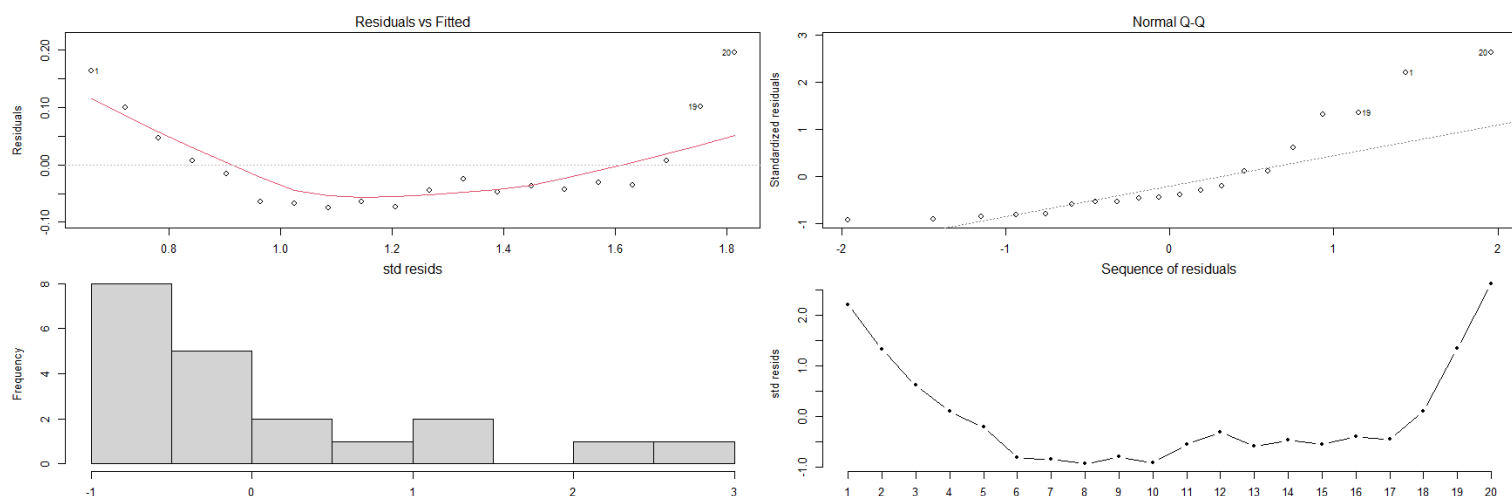 Residuals vs Fitted
Residuals
0.20
0.10
0.00
-0.10
1
19
20
0.8 1.0 1.2 1.4 1.6 1.8
Normal Q-Q
Standardized residuals
3
2
1
0
-1
20
1
19
-2 -1 0 1 2
std resids
Frequency
8
6
4
2
0
-1 0 1 2 3
Sequence of residuals
std resids
2.0
1.0
0.0
-1.0
1 2 3 4 5 6 7 8 9 10 11 12 13 14 15 16 17 18 19 20